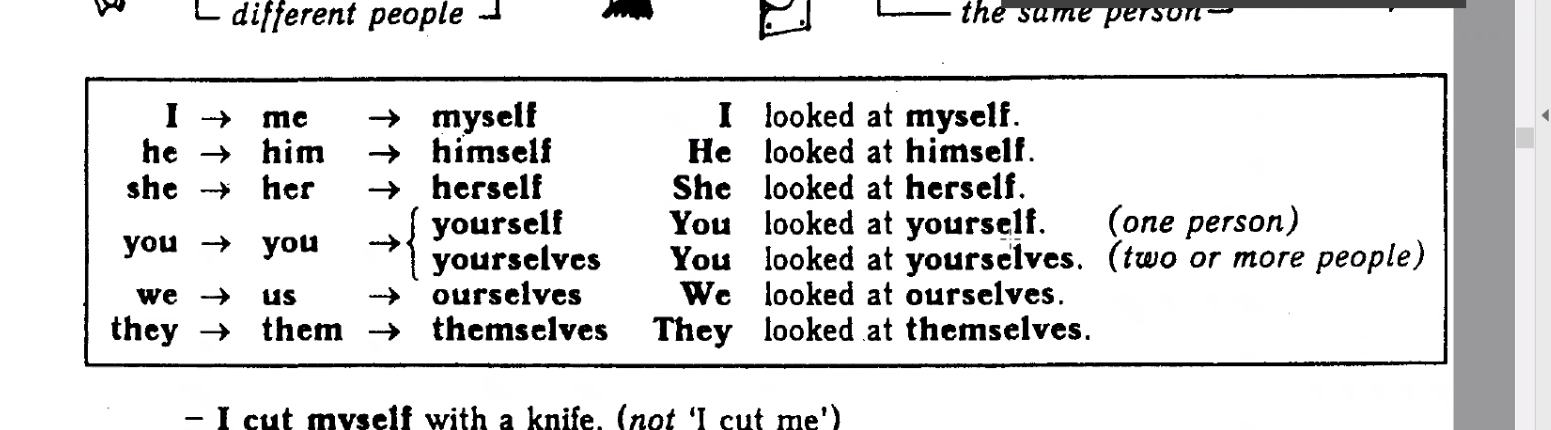 different people
the same person
I → me → myself I looked at myself.
he → him → himself He looked at himself.
she → her → herself She looked at herself.
you → you → { yourself You looked at yourself. (one person)
yourselves You looked at yourselves. (two or more people)
we → us → ourselves We looked at ourselves.
they → them → themselves They looked at themselves.
– I cut myself with a knife. (not 'I cut me')